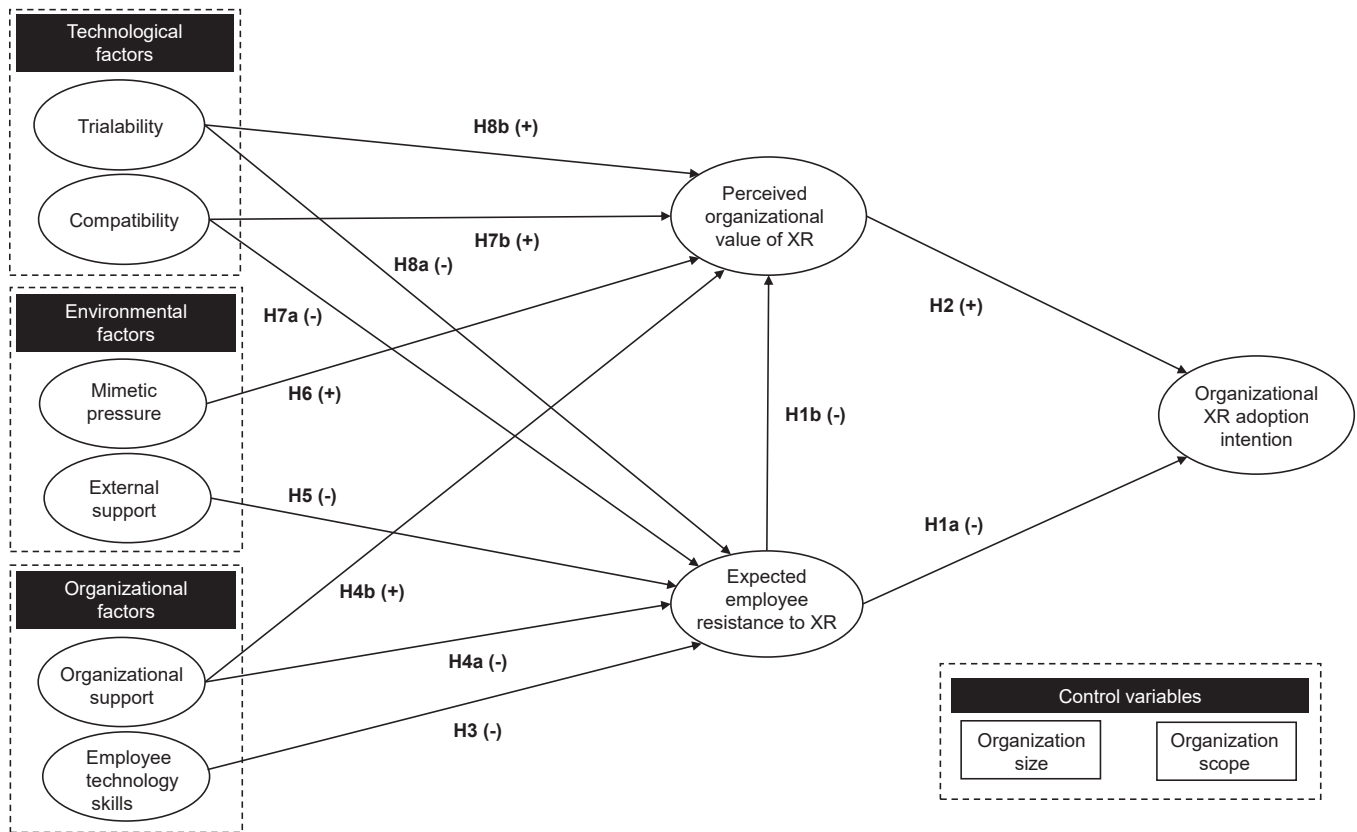 Technological
factors
Trialability
Compatibility
Environmental
factors
Mimetic
pressure
External
support
Organizational
factors
Organizational
support
Employee
technology
skills
H8b (+)
H7b (+)
H8a (-)
H7a (-)
H6 (+)
H5 (-)
H4b (+)
H4a (-)
H3 (-)
Perceived
organizational
value of XR
H1b (-)
Expected
employee
resistance to XR
H2 (+)
H1a (-)
Organizational
XR adoption
intention
Control variables
Organization
size
Organization
scope